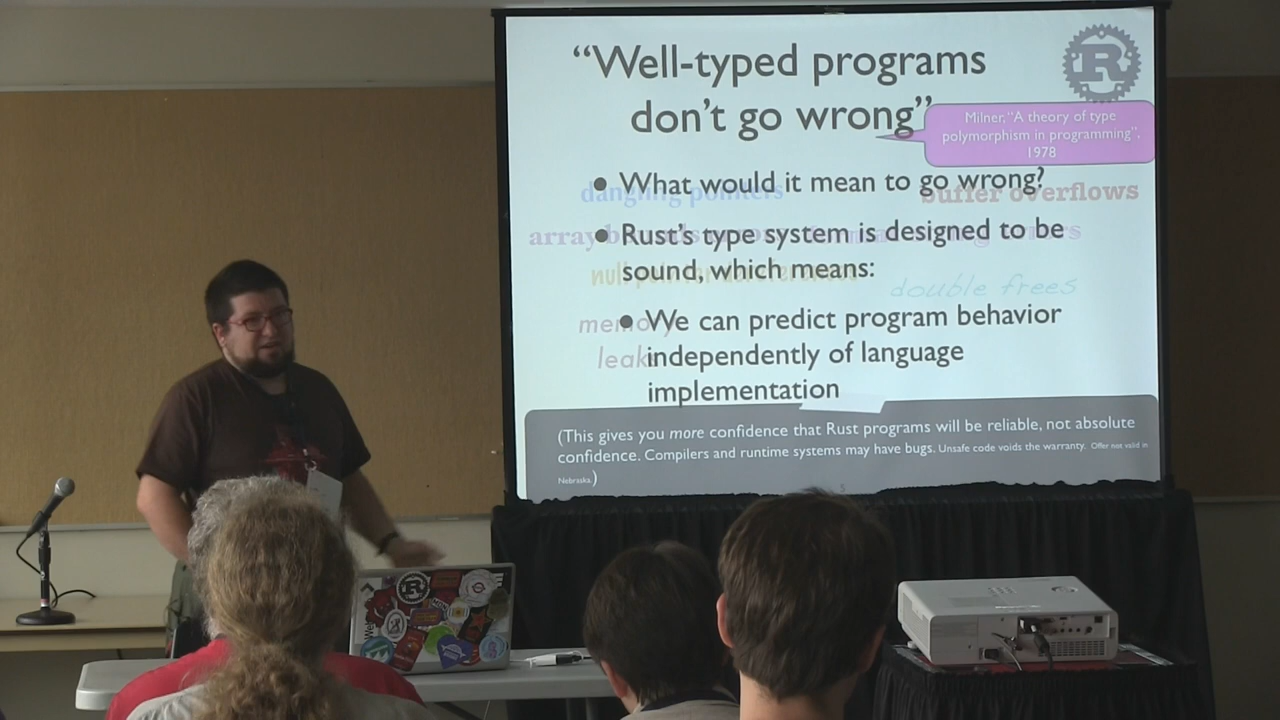 “Well-typed programs
don’t go wrong”
Milner, “A theory of type
polymorphism in programming”,
1978
• What would it mean to go wrong?
dangling pointers
buffer overflows
• Rust’s type system is designed to be
array
sound, which means:
double frees
• We can predict program behavior
memory
independently of language
leak
implementation
(This gives you more confidence that Rust programs will be reliable, not absolute
confidence. Compilers and runtime systems may have bugs. Unsafe code voids the warranty. Offer not valid in
Nebraska.)
R
R